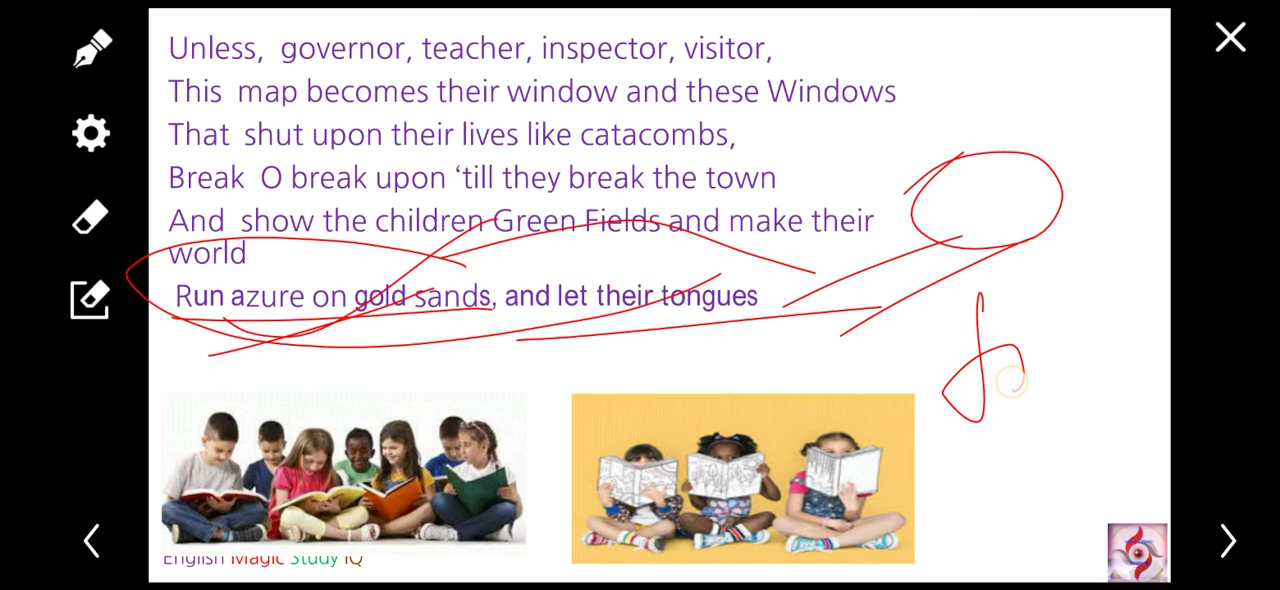 Unless, governor, teacher, inspector, visitor,
This map becomes their window and these Windows
That shut upon their lives like catacombs,
Break O break upon ‘till they break the town
And show the children Green Fields and make their
world
Run azure on gold sands, and let their tongues
English Magic Study IQ